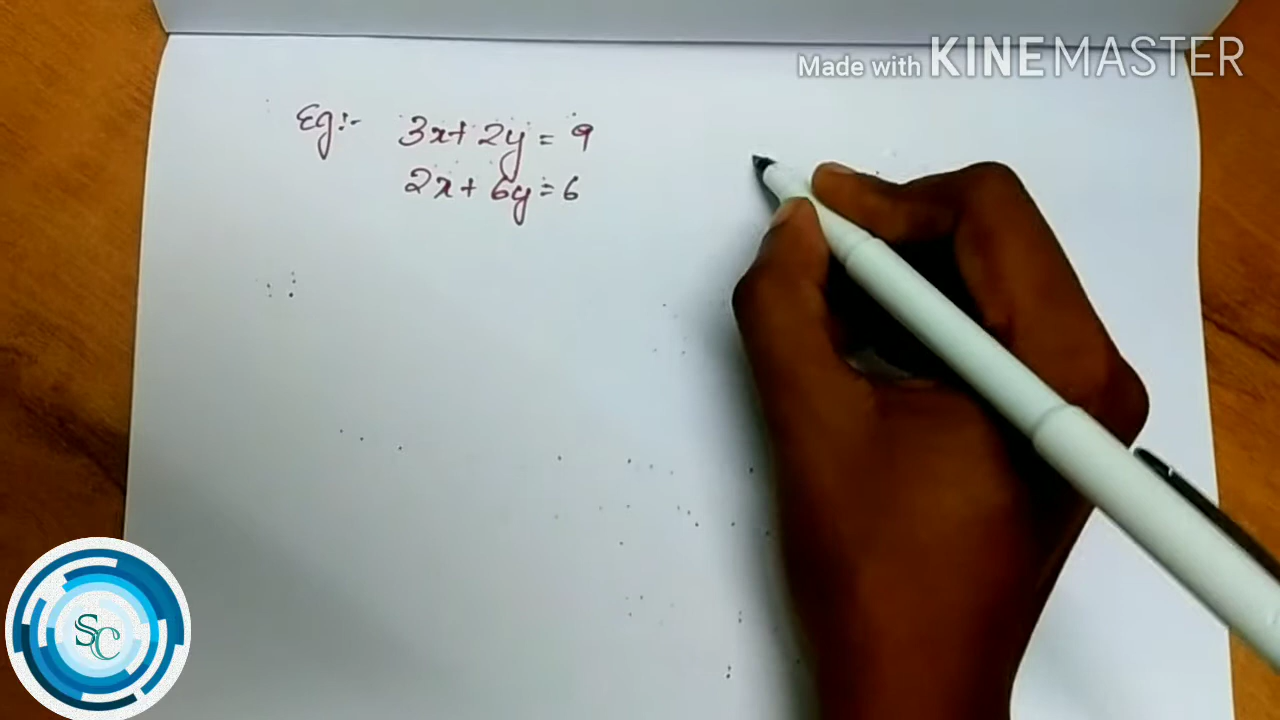 Made with KINEMASTER
Eg:- 3x + 2y = 9
2x + 6y = 6
SC